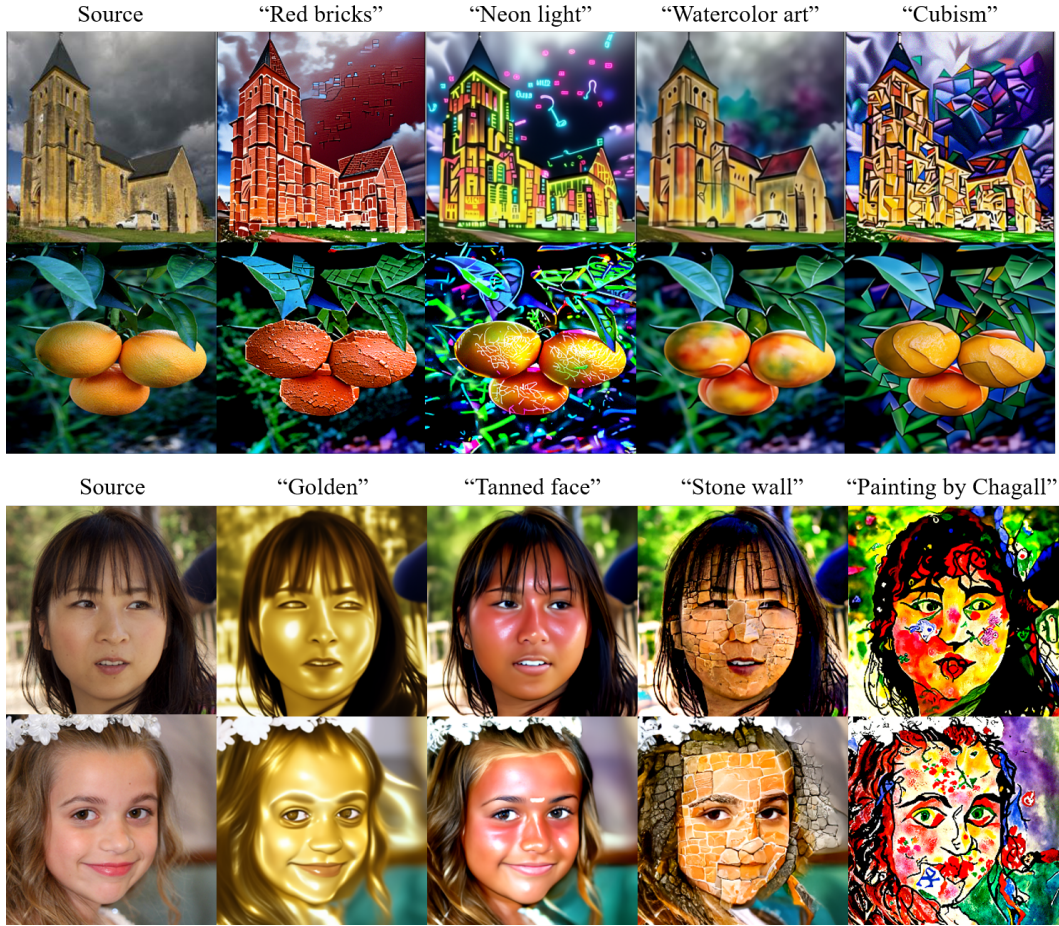 Source “Red bricks” “Neon light” “Watercolor art” “Cubism”
Source “Golden” “Tanned face” “Stone wall” “Painting by Chagall”